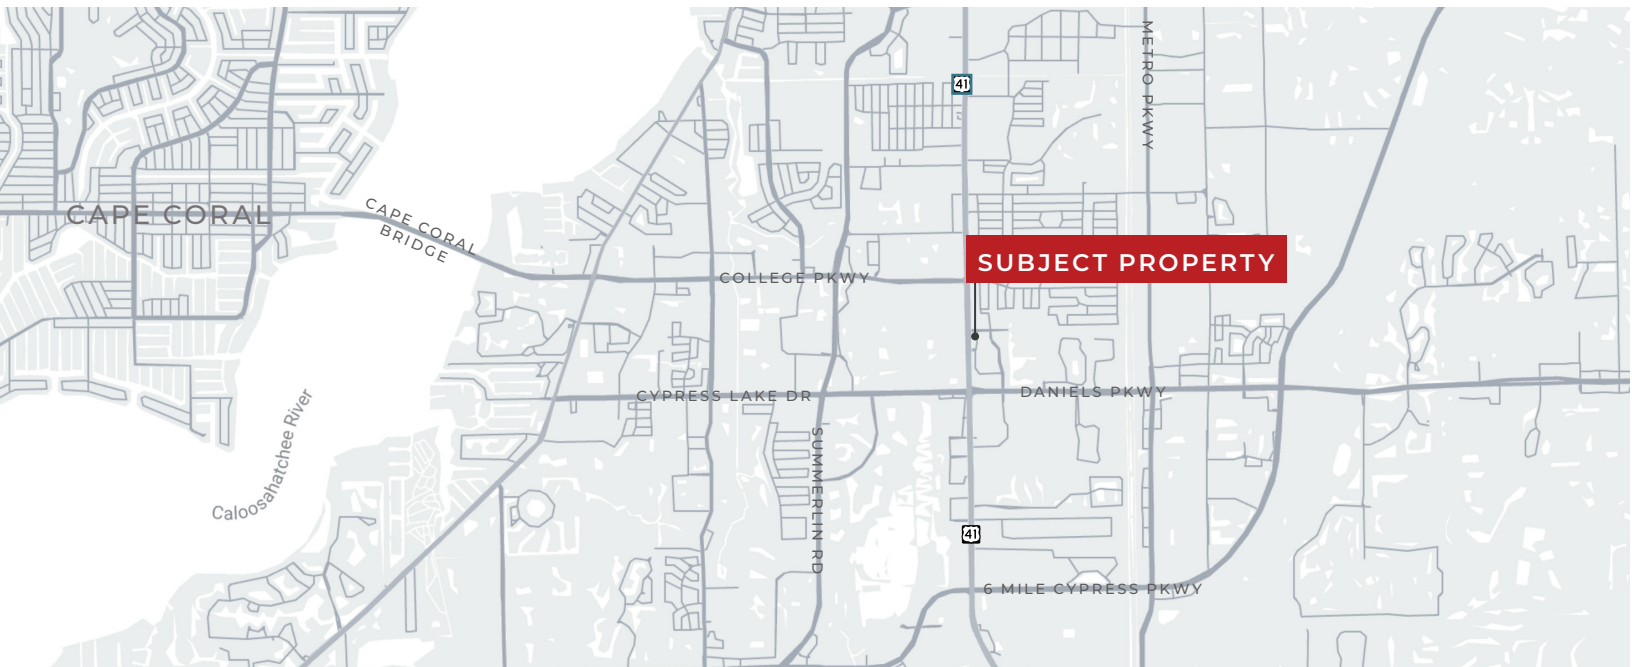 METRO PKWY
41
CAPE CORAL
CAPE CORAL
BRIDGE
SUBJECT PROPERTY
COLLEGE PKWY
CYPRESS LAKE DR
DANIELS PKWY
Caloosahatchee River
SUMMERLIN RD
41
6 MILE CYPRESS PKWY